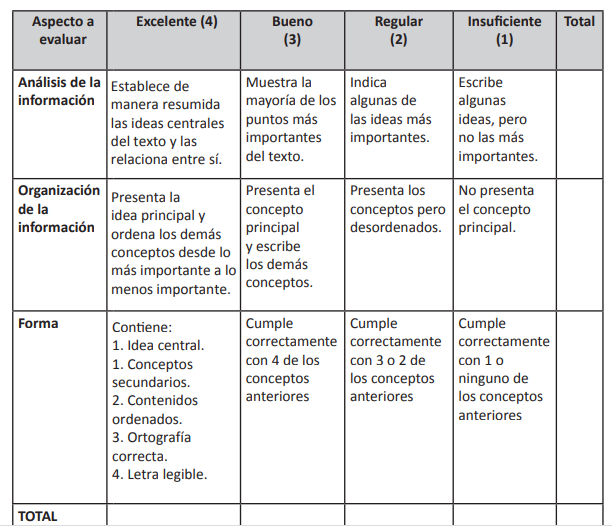 Aspecto a
evaluar
Excelente (4)
Bueno
(3)
Regular
(2)
Insuficiente
(1)
Total
Análisis de la
información
Establece de
manera resumida
las ideas centrales
del texto y las
relaciona entre sí.
Muestra la
mayoría de los
puntos más
importantes
del texto.
Indica
algunas de
las ideas más
importantes.
Escribe
algunas
ideas, pero
no las más
importantes.
Organización
de la
información
Presenta la
idea principal y
ordena los demás
conceptos desde lo
más importante a lo
menos importante.
Presenta el
concepto
principal
y escribe
los demás
conceptos.
Presenta los
conceptos pero
desordenados.
No presenta
el concepto
principal.
Forma
Contiene:
1. Idea central.
1. Conceptos
secundarios.
2. Contenidos
ordenados.
3. Ortografía
correcta.
4. Letra legible.
Cumple
correctamente
con 4 de los
conceptos
anteriores
Cumple
correctamente
con 3 o 2 de
los conceptos
anteriores
Cumple
correctamente
con 1 o
ninguno de
los conceptos
anteriores
TOTAL